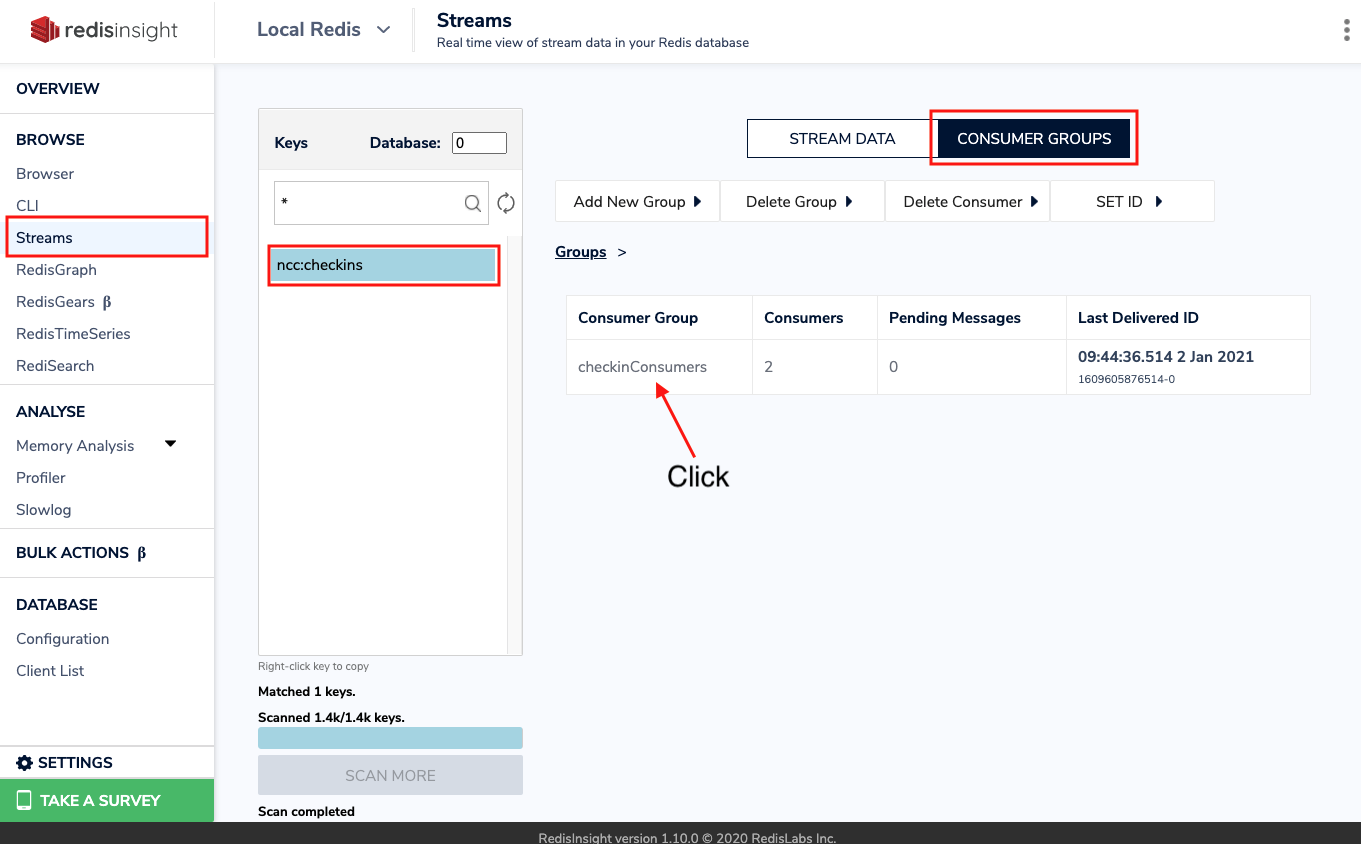 redisinsight
Local Redis
Streams
Real time view of stream data in your Redis database
OVERVIEW
BROWSE
Browser
CLI
Streams
RedisGraph
RedisGears β
RedisTimeSeries
RediSearch
ANALYSE
Memory Analysis
Profiler
Slowlog
BULK ACTIONS β
DATABASE
Configuration
Client List
SETTINGS
TAKE A SURVEY
Keys Database: 0
*
ncc:checkins
Right-click key to copy
Matched 1 keys.
Scanned 1.4k/1.4k keys.
SCAN MORE
Scan completed
STREAM DATA CONSUMER GROUPS
Add New Group Delete Group Delete Consumer SET ID
Groups >
Consumer Group Consumers Pending Messages Last Delivered ID
checkinConsumers 2 0 09:44:36.514 2 Jan 2021
1609605876514-0
Click
RedisInsight version 1.10.0 © 2020 RedisLabs Inc.